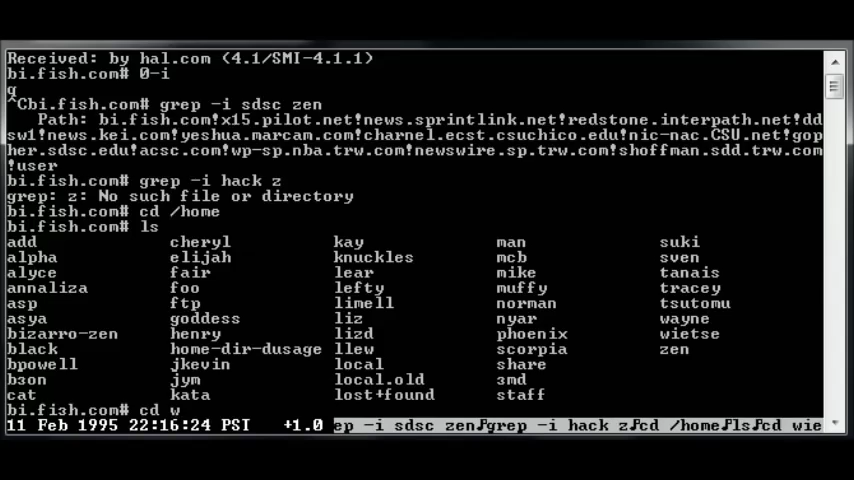 Received: by hal.com (4.1/SMI-4.1.1)
bi.fish.com# 0-i
q
^Cbi.fish.com# grep -i sdsc zen
Path: bi.fish.com!x15.pilot.net!news.sprintlink.net!redstone.interpath.net!dd
sw1!news.kei.com!yeshua.marcam.com!charnel.ecst.csuchico.edu!nic-nac.CSU.net!gop
her.sdsc.edu!acsc.com!wp-sp.nba.trw.com!newswire.sp.trw.com!shoffman.sdd.trw.com
!user
bi.fish.com# grep -i hack z
grep: z: No such file or directory
bi.fish.com# cd /home
bi.fish.com# ls
add cheryl kay man suki
alpha elijah knuckles mcb sven
alyce fair lear mike tanais
annaliza foo lefty muffy tracey
asp ftp limell norman tsutomu
asya goddess liz nyar wayne
bizarro-zen henry lizd phoenix wietse
black home-dir-dusage llew scorpia zen
bpowell jkevin local share
b3on jym local.old 3md
cat kata lost+found staff
bi.fi3h.com# cd w
11 Feb 1995 22:16:24 PSI +1.0 ep -i sdsc zen♪grep -i hack z♪cd /home♪ls♪cd wie